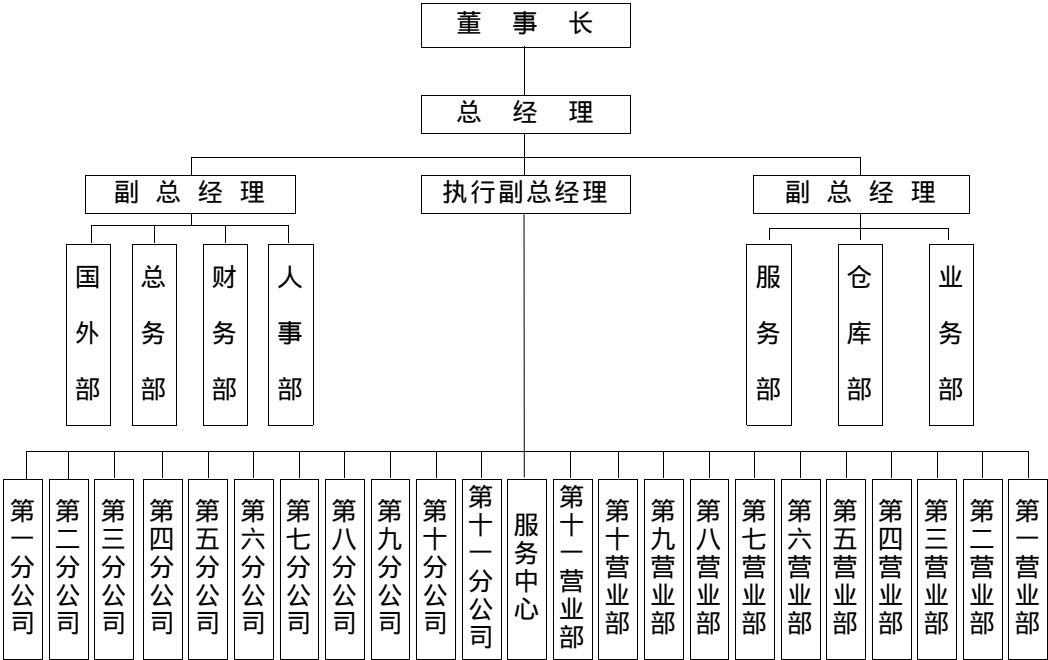 董事长
总经理
副总经理
执行副总经理
副总经理
国外部
总务部
财务部
人事部
服务部
仓库部
业务部
第一分公司
第二分公司
第三分公司
第四分公司
第五分公司
第六分公司
第七分公司
第八分公司
第九分公司
第十分公司
第十一分公司
服务中心
第十一营业部
第十营业部
第九营业部
第八营业部
第七营业部
第六营业部
第五营业部
第四营业部
第三营业部
第二营业部
第一营业部